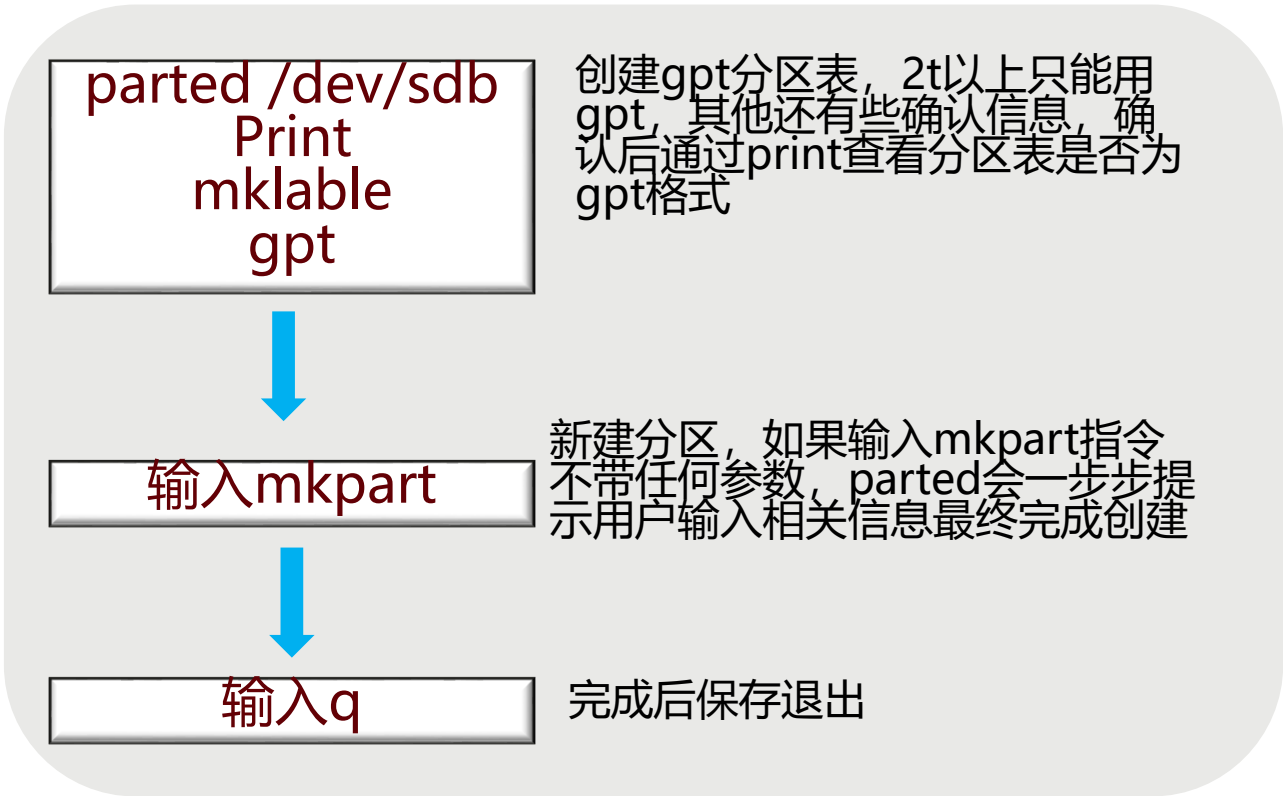 parted /dev/sdb
Print
mklable
gpt
创建gpt分区表，2t以上只能用
gpt，其他还有些确认信息，确
认后通过print查看分区表是否为
gpt格式
输入mkpart
新建分区，如果输入mkpart指令
不带任何参数，parted会一步步提
示用户输入相关信息最终完成创建
输入q
完成后保存退出